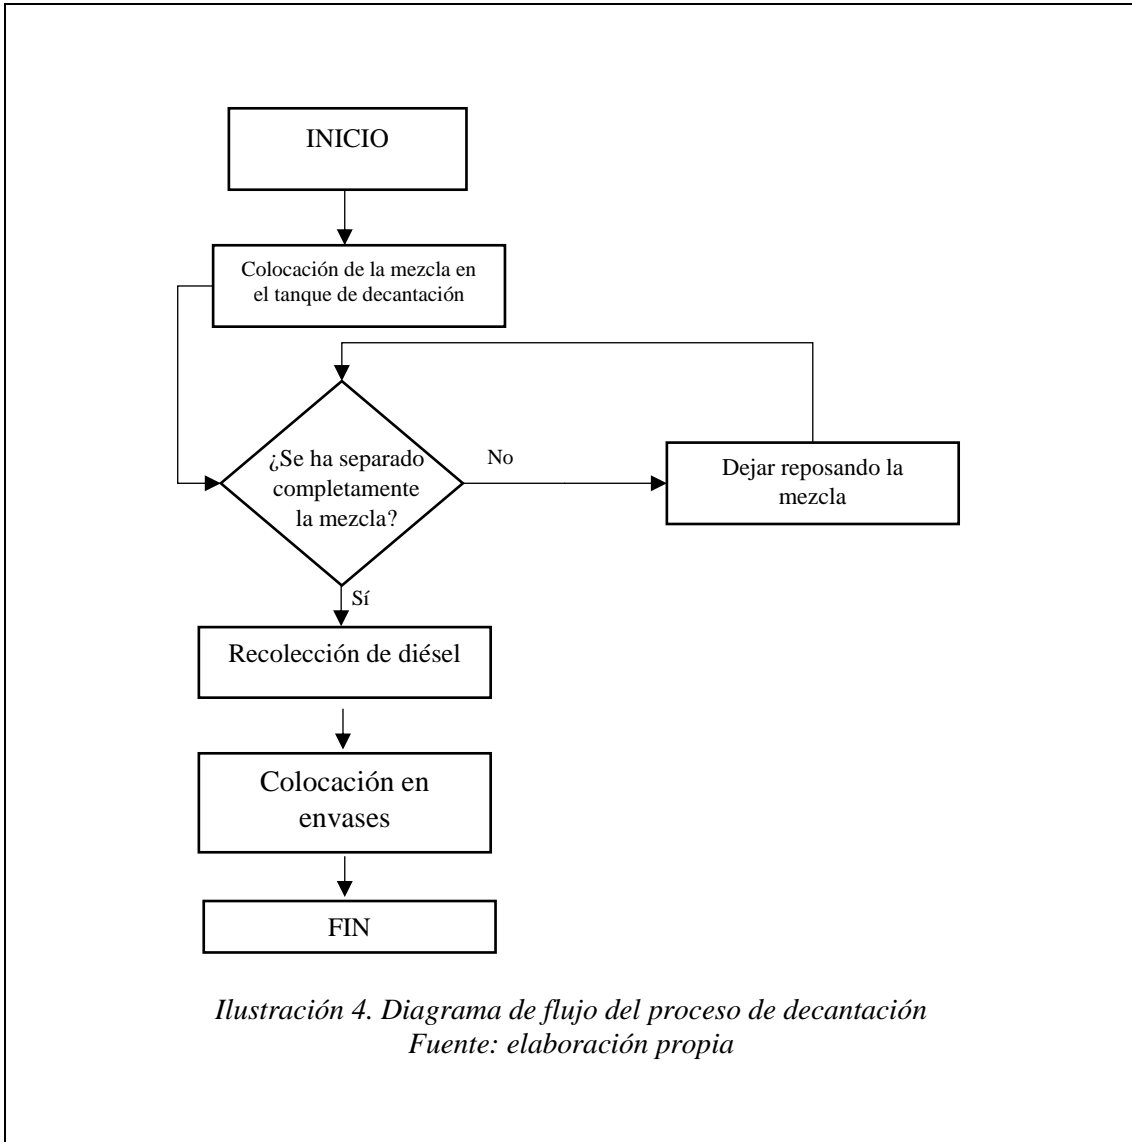 INICIO
Colocación de la mezcla en
el tanque de decantación
¿Se ha separado
completamente
la mezcla?
No
Dejar reposando la
mezcla
Sí
Recolección de diésel
Colocación en
envases
FIN
Ilustración 4. Diagrama de flujo del proceso de decantación
Fuente: elaboración propia